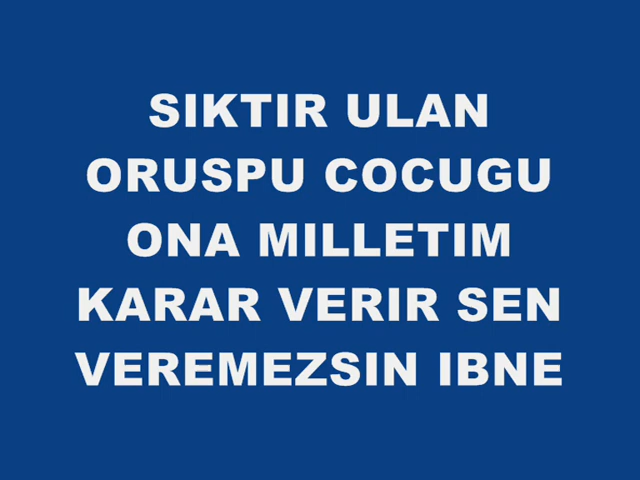 SIKTIR ULAN
ORUSPU COCUGU
ONA MILLETIM
KARAR VERIR SEN
VEREMEZSIN IBNE